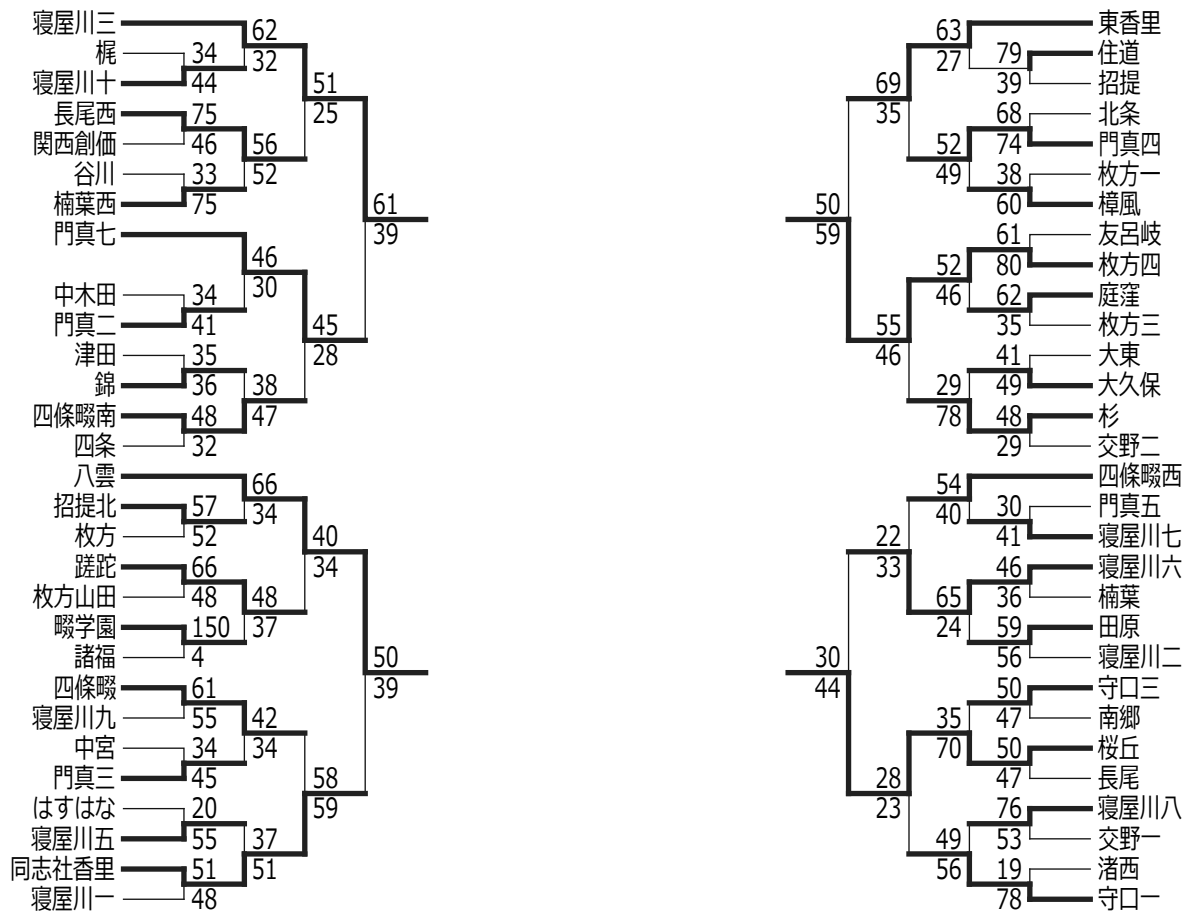 寝屋川三
梶
寝屋川十
長尾西
関西創価
谷川
楠葉西
門真七
中木田
門真二
津田
錦
四條畷南
四条
八雲
招提北
枚方
蹉跎
枚方山田
畷学園
諸福
四條畷
寝屋川九
中宮
門真三
はすはな
寝屋川五
同志社香里
寝屋川一
34
44
75
46
33
75
34
41
35
36
48
32
57
52
66
48
150
4
61
55
34
45
20
55
51
48
62
32
56
52
46
30
38
47
66
34
48
37
42
34
37
51
51
25
45
28
40
34
58
59
61
39
50
39
50
59
30
44
69
35
55
46
22
33
28
23
63
27
52
49
52
46
29
78
54
40
65
24
35
70
49
56
79
39
68
74
38
60
61
80
62
35
41
49
48
29
30
41
46
36
59
56
50
47
50
47
76
53
19
78
東香里
住道
招提
北条
門真四
枚方一
樟風
友呂岐
枚方四
庭窪
枚方三
大東
大久保
杉
交野二
四條畷西
門真五
寝屋川七
寝屋川六
楠葉
田原
寝屋川二
守口三
南郷
桜丘
長尾
寝屋川八
交野一
渚西
守口一